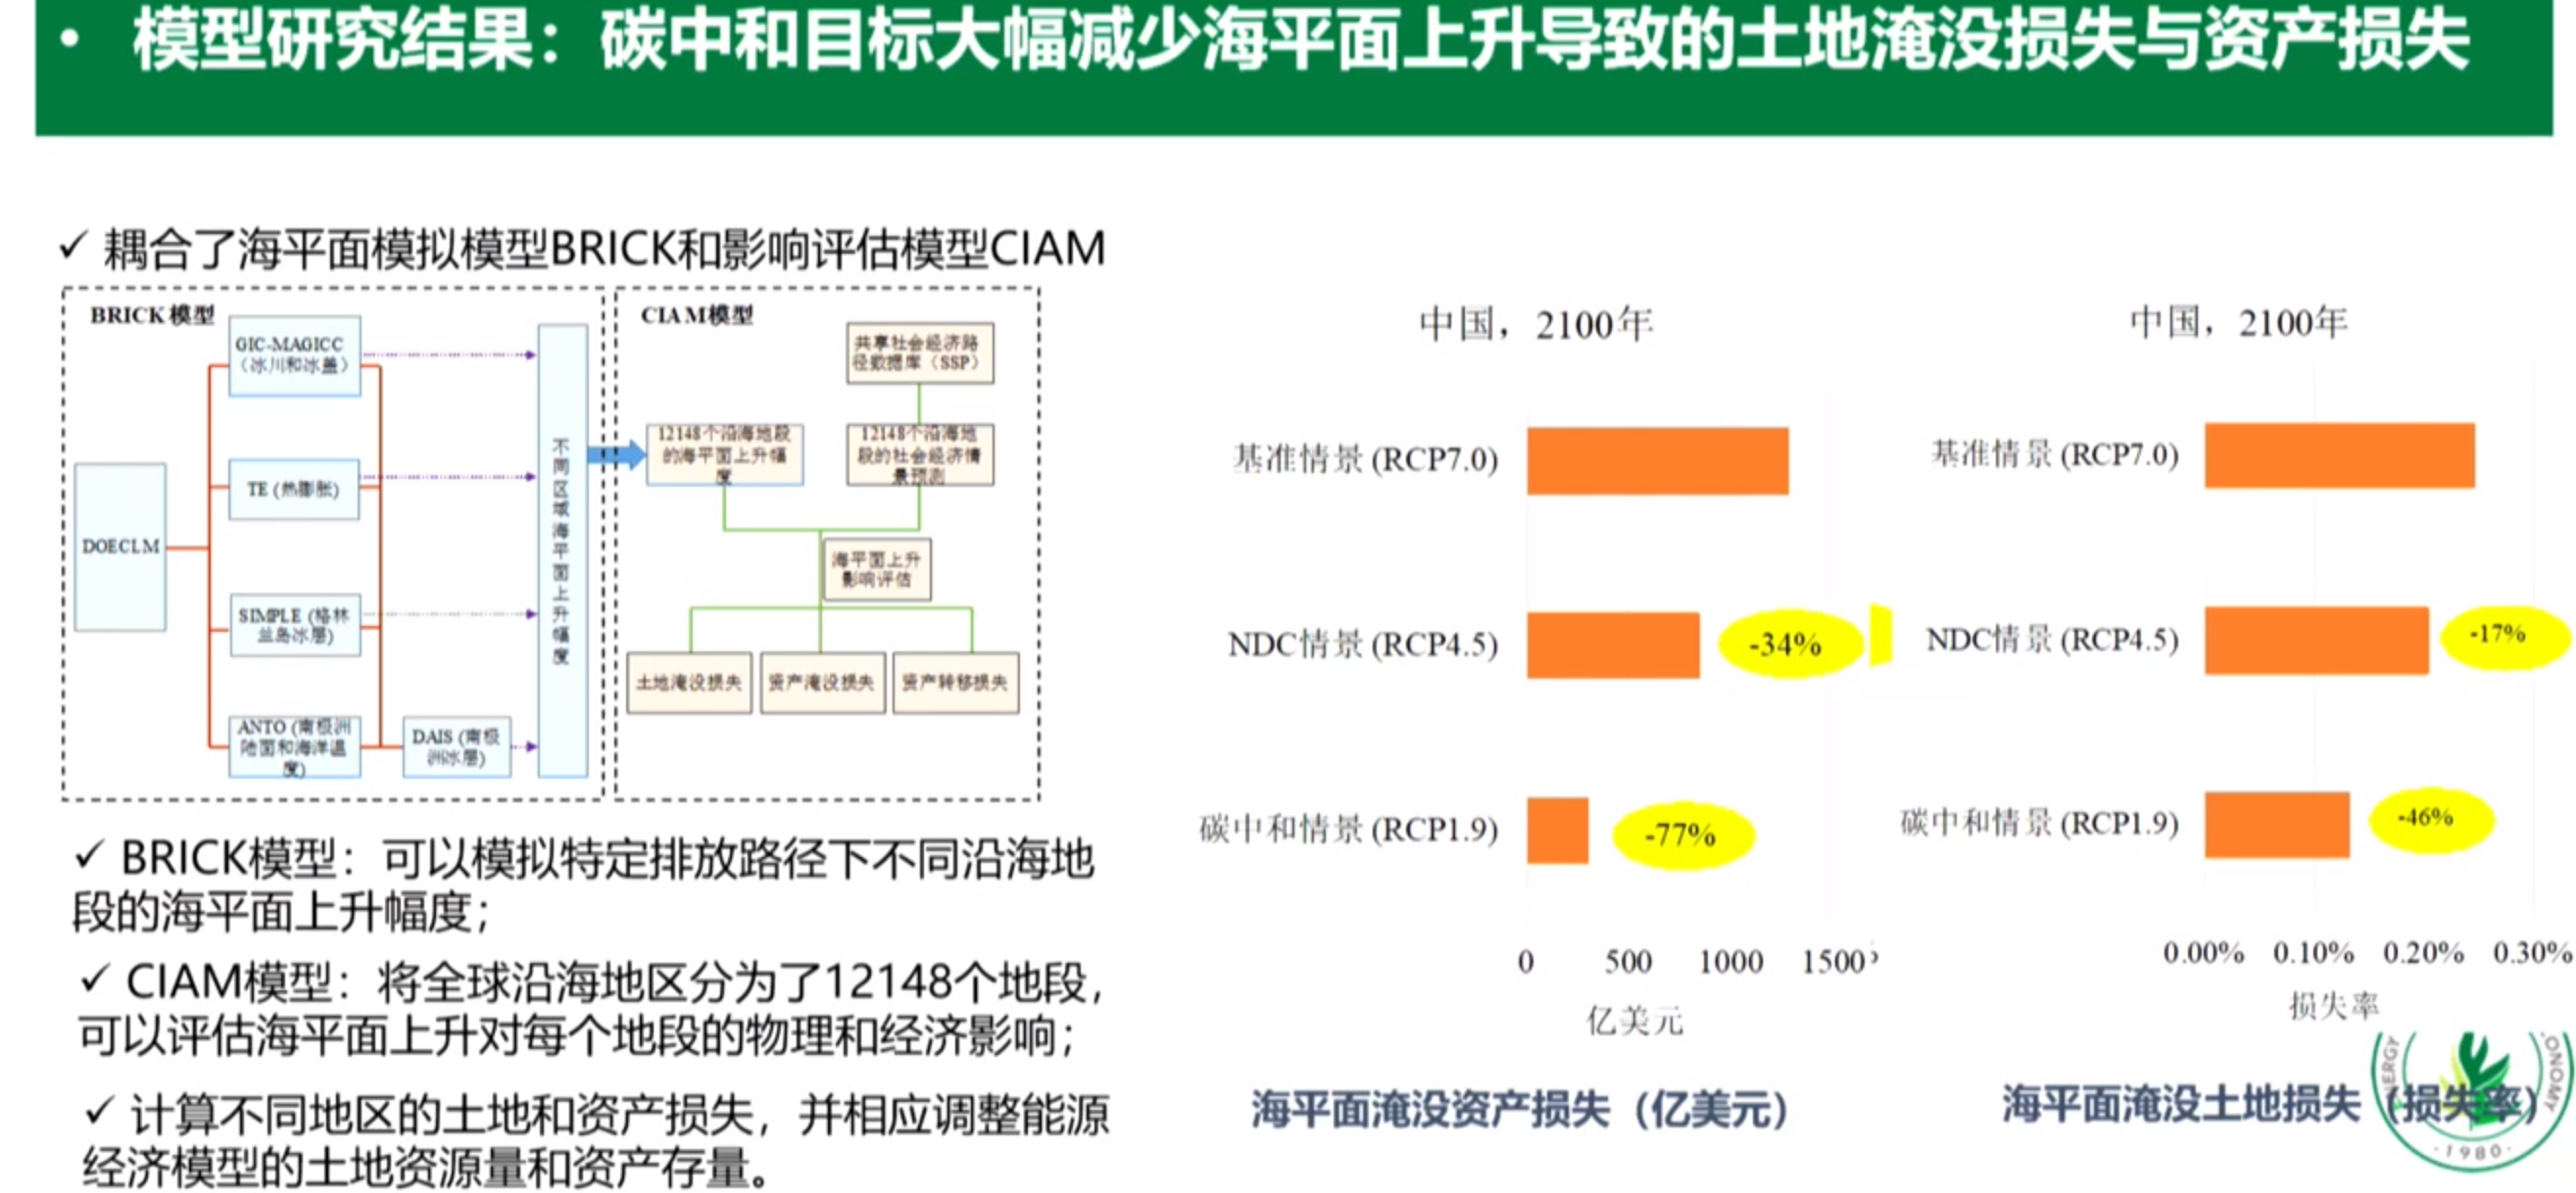 • 模型研究结果：碳中和目标大幅减少海平面上升导致的土地淹没损失与资产损失
✓ 耦合了海平面模拟模型BRICK和影响评估模型CIAM
BRICK模型
GIC-MAGICC
（冰川和冰盖）
TE (热膨胀)
DOECLM
SIMPLE (格林
兰岛冰层)
ANTO (南极洲
陆面和海洋温
度)
DAIS (南极
洲冰层)
不同区域海平面上升幅度
CIAM模型
共享社会经济路
径数据库（SSP）
12148个沿海地段
的海平面上升幅
度
12148个沿海地
段的社会经济情
景预测
海平面上升
影响评估
土地淹没损失
资产淹没损失
资产转移损失
✓ BRICK模型：可以模拟特定排放路径下不同沿海地
段的海平面上升幅度；
✓ CIAM模型：将全球沿海地区分为了12148个地段，
可以评估海平面上升对每个地段的物理和经济影响；
✓ 计算不同地区的土地和资产损失，并相应调整能源
经济模型的土地资源量和资产存量。
中国，2100年
基准情景 (RCP7.0)
NDC情景 (RCP4.5)
-34%
碳中和情景 (RCP1.9)
-77%
0 500 1000 1500
亿美元
海平面淹没资产损失（亿美元）
中国，2100年
基准情景 (RCP7.0)
NDC情景 (RCP4.5)
-17%
碳中和情景 (RCP1.9)
-46%
0.00% 0.10% 0.20% 0.30%
损失率
海平面淹没土地损失（损失率）
·1980·